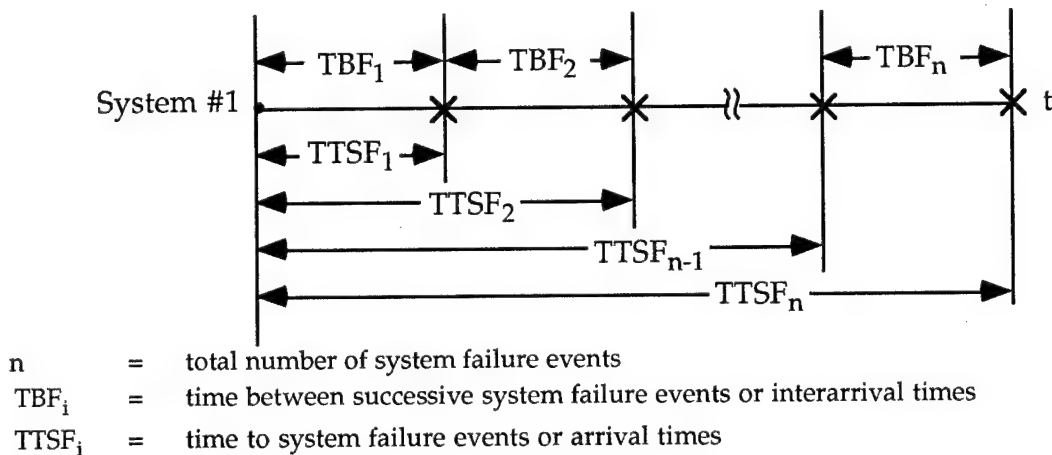 TBF₁ TBF₂ TBFₙ
System #1 t
TTSF₁
TTSF₂
TTSFₙ₋₁
TTSFₙ
n = total number of system failure events
TBFᵢ = time between successive system failure events or interarrival times
TTSFᵢ = time to system failure events or arrival times